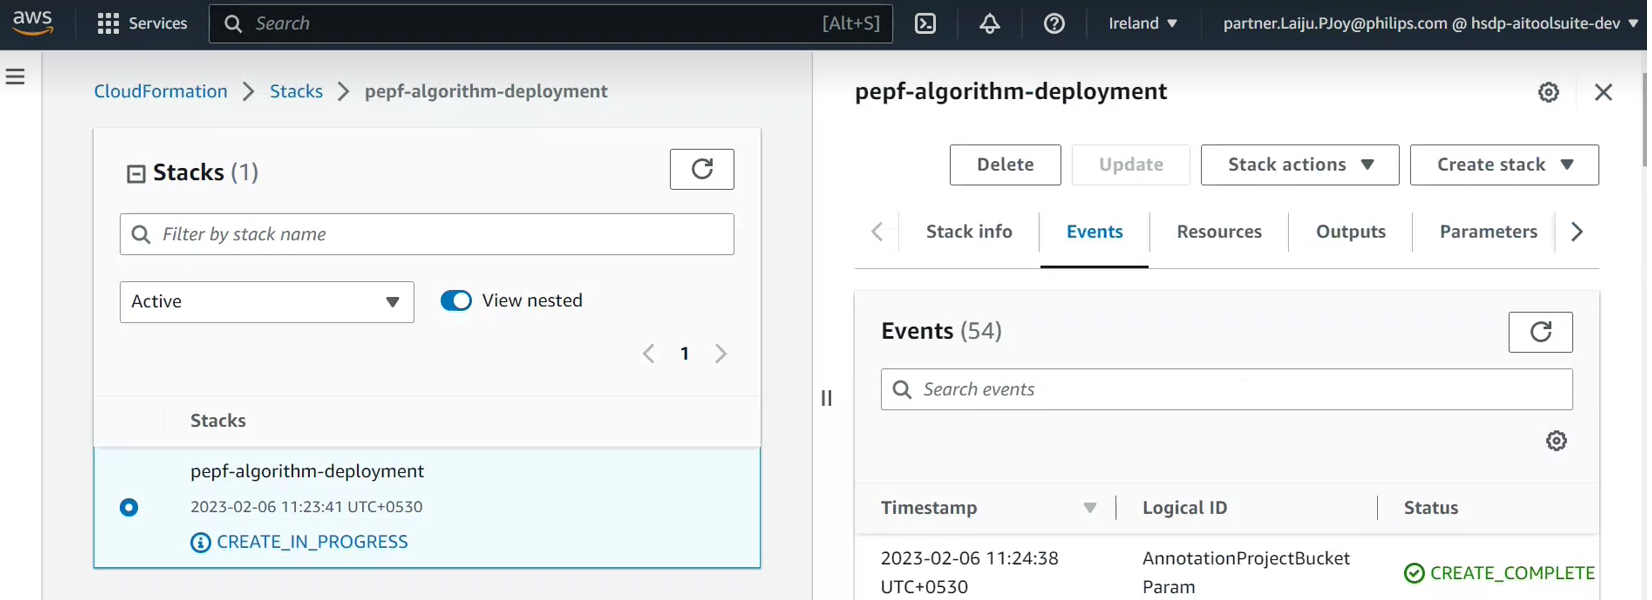 aws
Services
Search
[Alt+S]
Ireland
partner.Laiju.PJoy@philips.com @ hsdp-aitoolsuite-dev
CloudFormation
Stacks
pepf-algorithm-deployment
Stacks (1)
Filter by stack name
Active
View nested
1
Stacks
pepf-algorithm-deployment
2023-02-06 11:23:41 UTC+0530
CREATE_IN_PROGRESS
pepf-algorithm-deployment
Delete
Update
Stack actions
Create stack
Stack info
Events
Resources
Outputs
Parameters
Events (54)
Search events
Timestamp
Logical ID
Status
2023-02-06 11:24:38
UTC+0530
AnnotationProjectBucket
Param
CREATE_COMPLETE